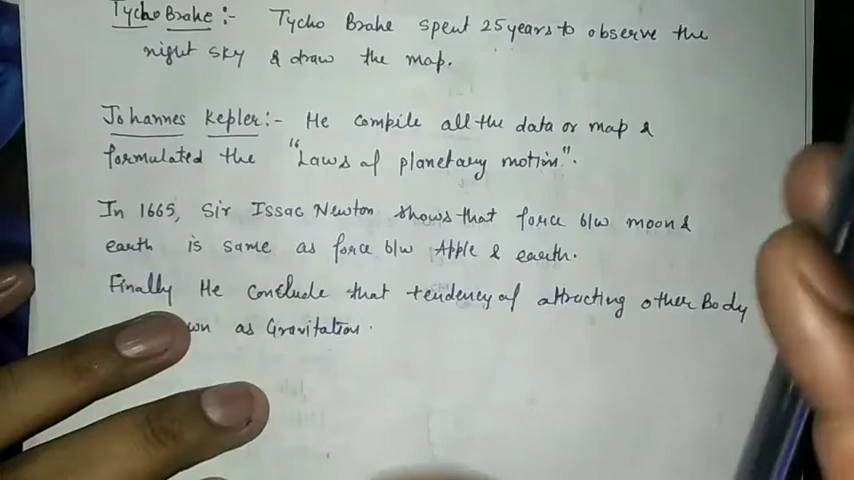 Tycho Brahe:- Tycho Brahe spent 25 years to observe the
night sky & draw the map.
Johannes Kepler:- He compile all the data or map &
formulated the "Laws of planetary motion".
In 1665, Sir Issac Newton shows that force b/w moon &
earth is same as force b/w Apple & earth.
Finally He conclude that tendency of attracting other Body
as Gravitation.